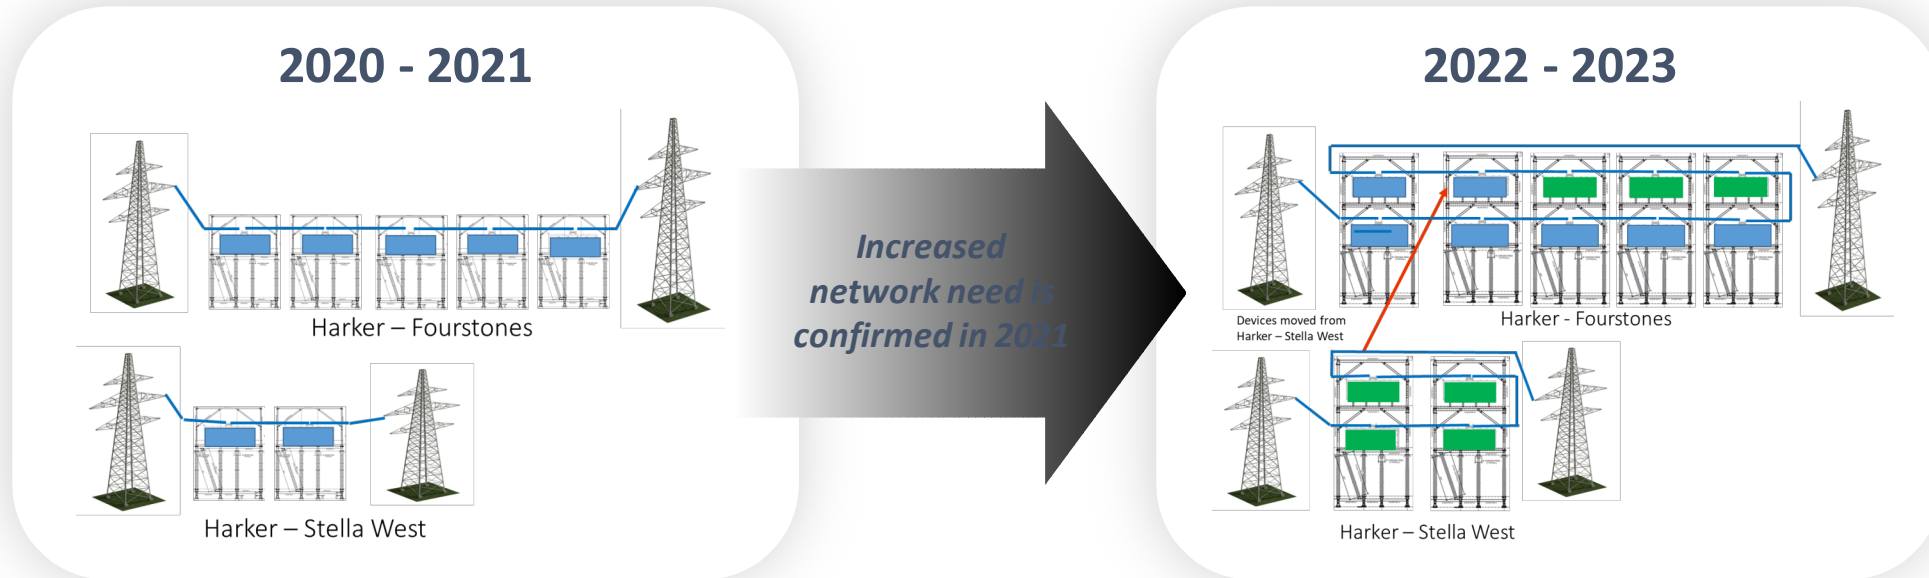 2020 - 2021
Harker – Fourstones
Harker – Stella West
Increased
network need is
confirmed in 2021
2022 - 2023
Harker - Fourstones
Devices moved from
Harker – Stella West
Harker – Stella West